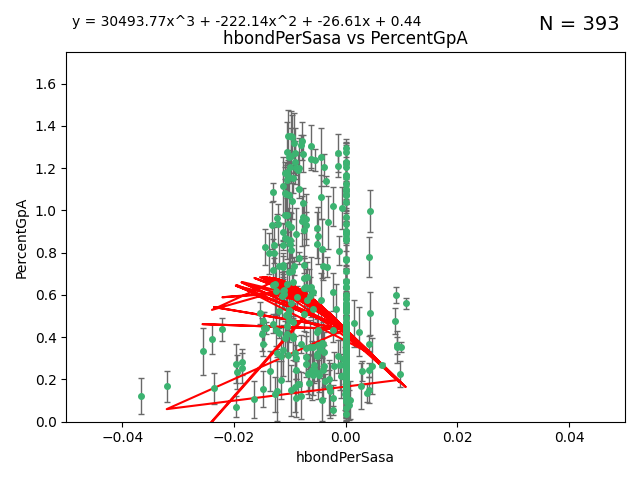 y = 30493.77x^3 + -222.14x^2 + -26.61x + 0.44
N = 393
hbondPerSasa vs PercentGpA
1.6
1.4
1.2
1.0
0.8
0.6
0.4
0.2
0.0
PercentGpA
−0.04 −0.02 0.00 0.02 0.04
hbondPerSasa